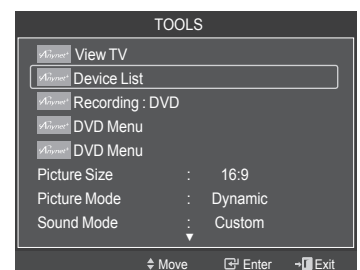 TOOLS
Anynet+ View TV
Anynet+ Device List
Anynet+ Recording : DVD
Anynet+ DVD Menu
Anynet+ DVD Menu
Picture Size : 16:9
Picture Mode : Dynamic
Sound Mode : Custom
Move Enter Exit